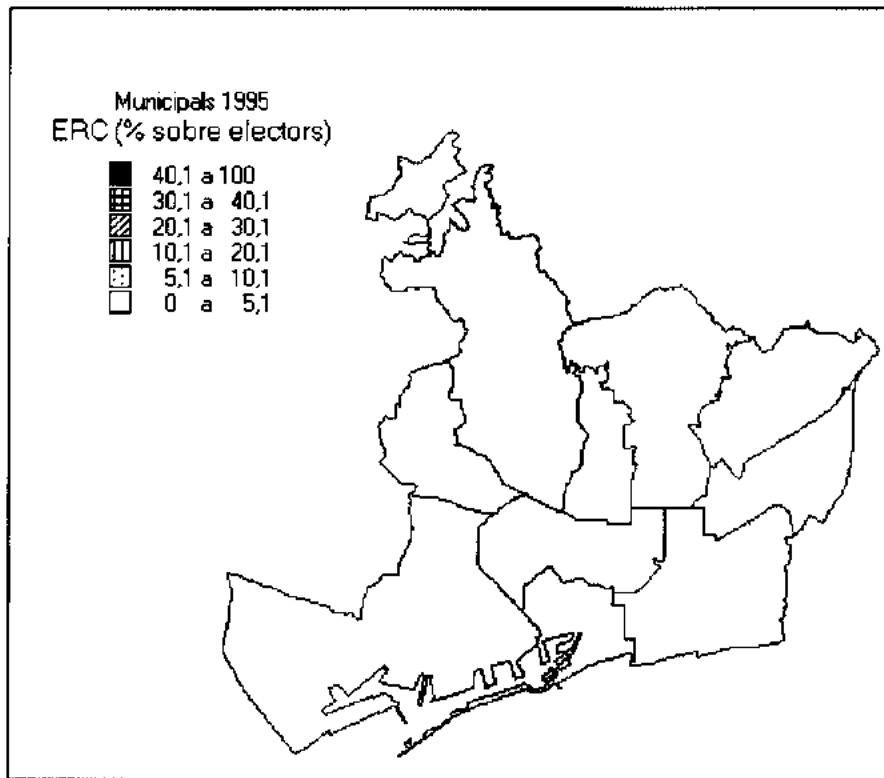 Municipals 1995
ERC (% sobre electors)
40,1 a 100
30,1 a 40,1
20,1 a 30,1
10,1 a 20,1
5,1 a 10,1
0 a 5,1